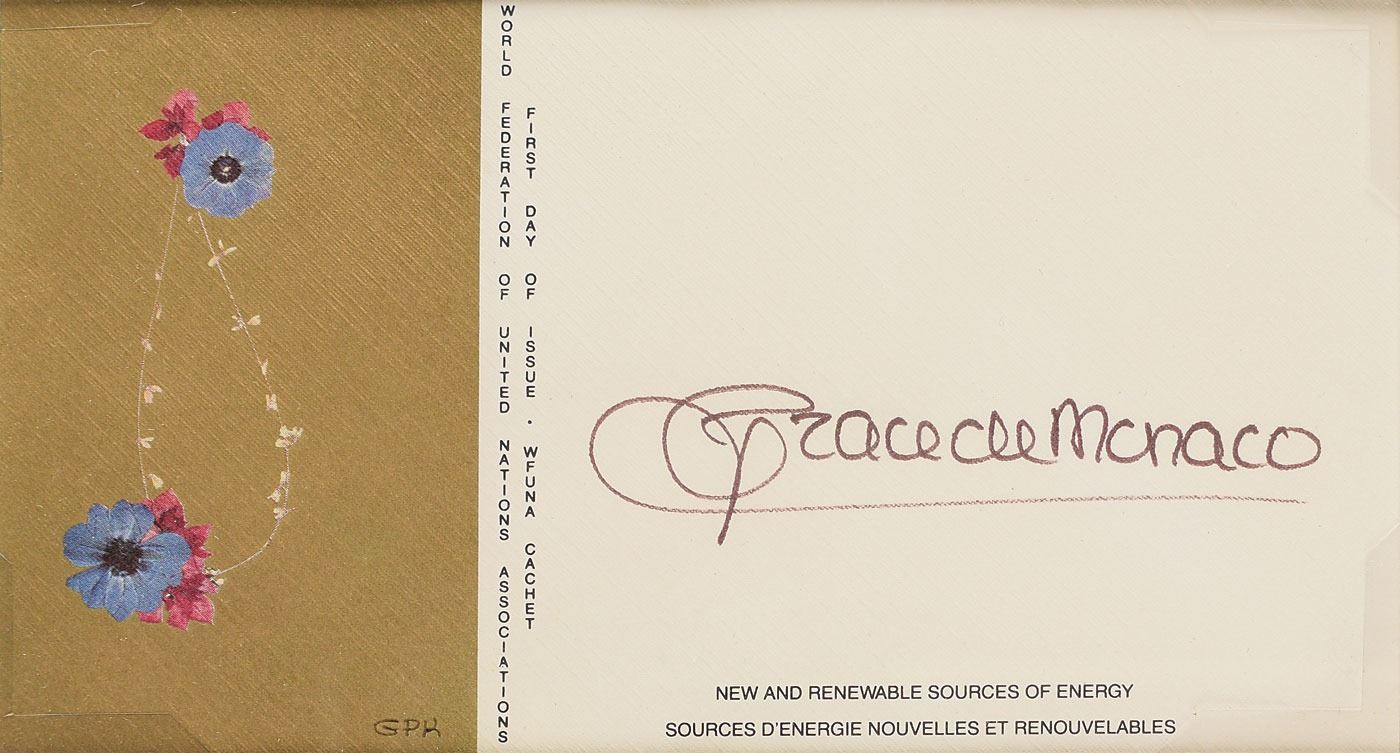 WORLD FEDERATION OF UNITED NATIONS ASSOCIATIONS
FIRST DAY OF ISSUE · WFUNA CACHET
Grace de Monaco
NEW AND RENEWABLE SOURCES OF ENERGY
SOURCES D'ENERGIE NOUVELLES ET RENOUVELABLES
GPK